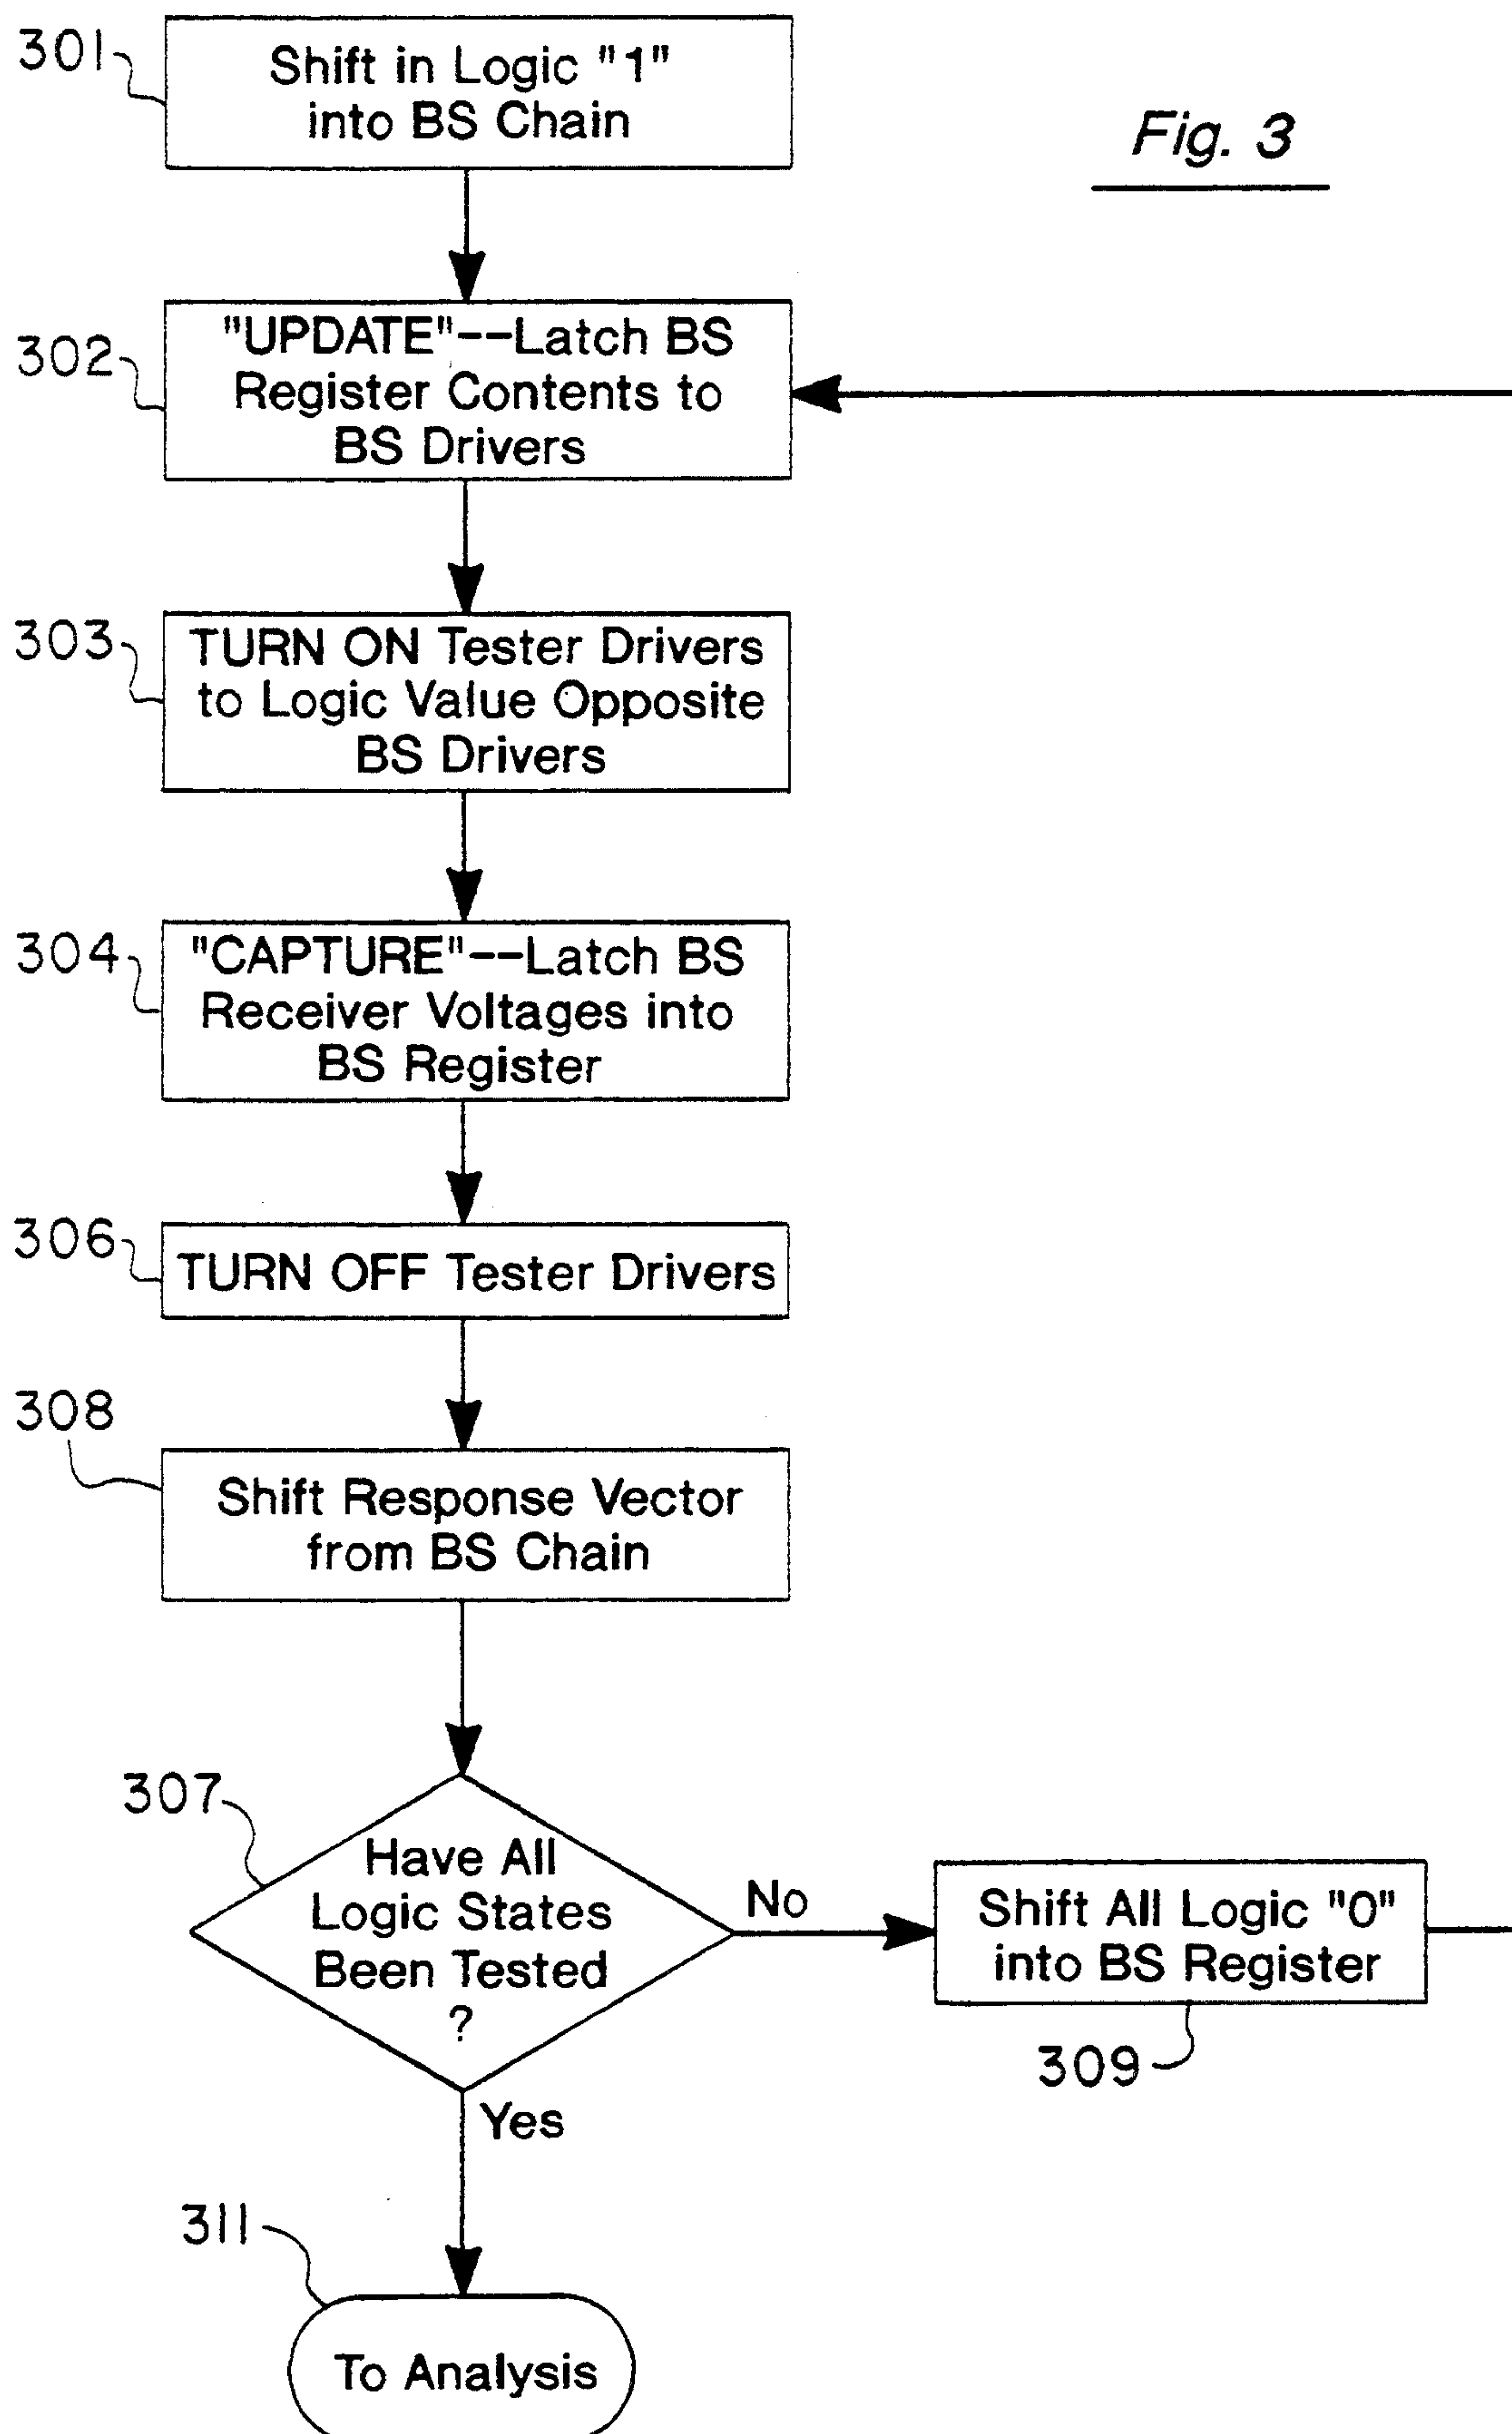 301
Shift in Logic "1"
into BS Chain
Fig. 3
302
"UPDATE"--Latch BS
Register Contents to
BS Drivers
303
TURN ON Tester Drivers
to Logic Value Opposite
BS Drivers
304
"CAPTURE"--Latch BS
Receiver Voltages into
BS Register
306
TURN OFF Tester Drivers
308
Shift Response Vector
from BS Chain
307
Have All
Logic States
Been Tested
?
No
Shift All Logic "0"
into BS Register
309
Yes
311
To Analysis